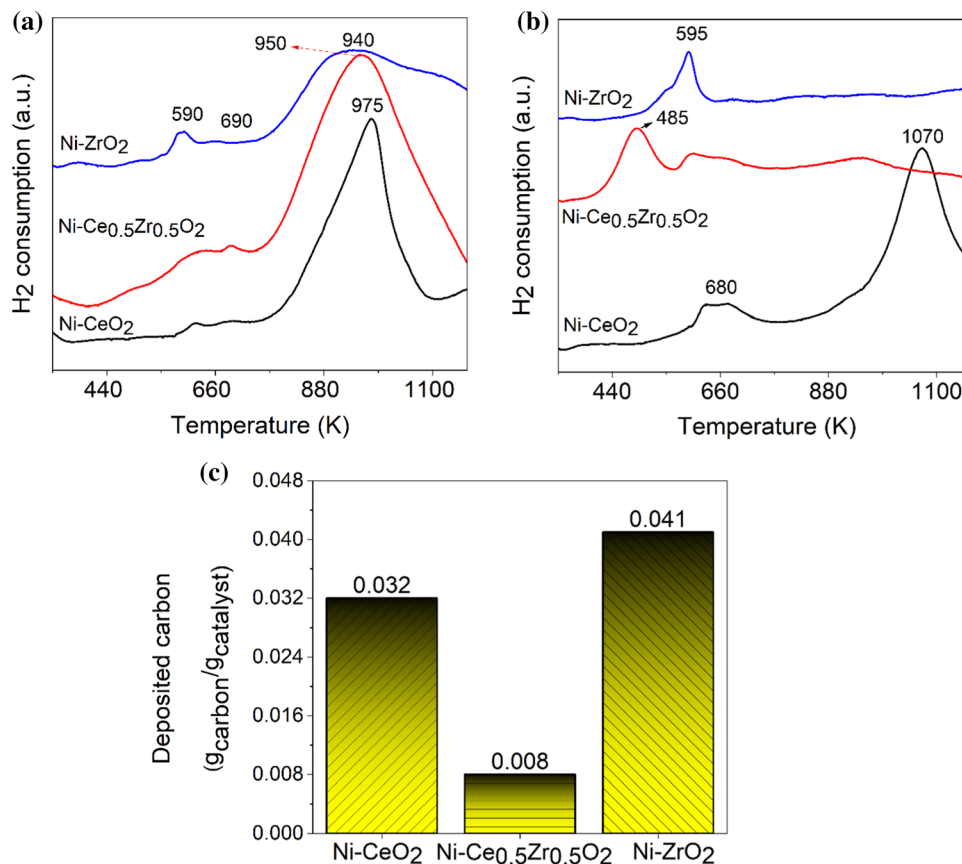 (a)
H2 consumption (a.u.)
950
940
975
590
690
Ni-ZrO2
Ni-Ce0.5Zr0.5O2
Ni-CeO2
440
660
880
1100
Temperature (K)
(b)
H2 consumption (a.u.)
595
Ni-ZrO2
485
1070
Ni-Ce0.5Zr0.5O2
680
Ni-CeO2
440
660
880
1100
Temperature (K)
(c)
Deposited carbon
(gcarbon/gcatalyst)
0.048
0.040
0.032
0.024
0.016
0.008
0.000
0.032
0.008
0.041
Ni-CeO2
Ni-Ce0.5Zr0.5O2
Ni-ZrO2